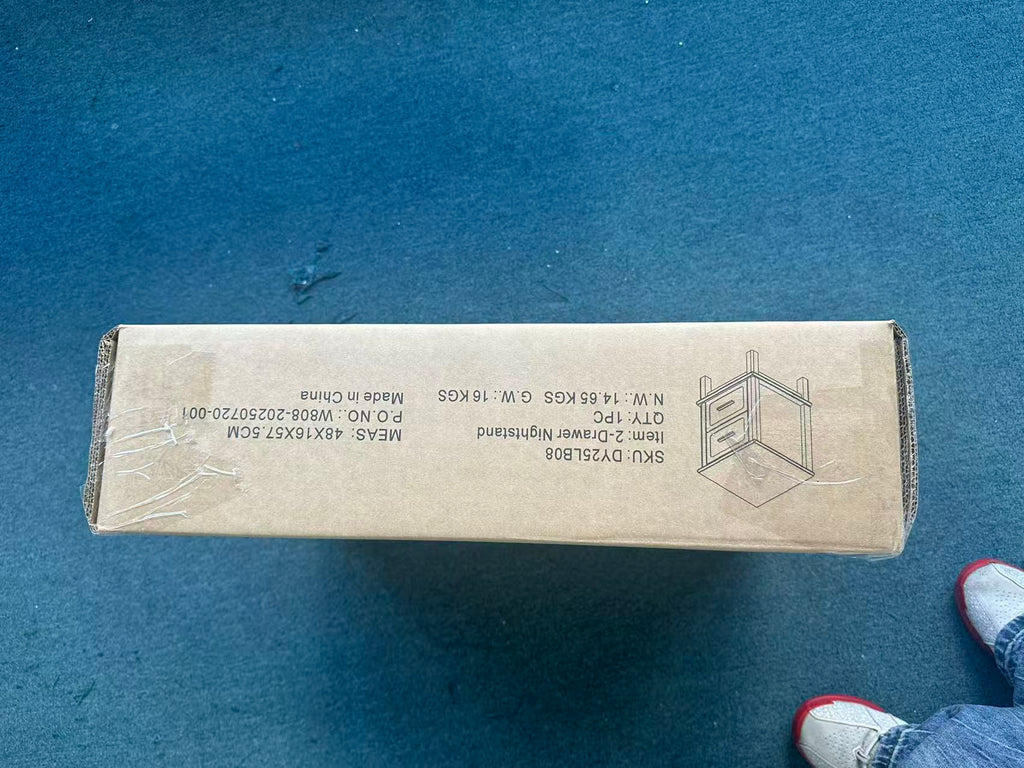 SKU: DY25LB08
Item: 2-Drawer Nightstand
QTY: 1PC
N.W.: 14.65 KGS G.W.: 16 KGS
MEAS: 48X16X57.5CM
P.O.NO.: W808-20250720-001
Made in China